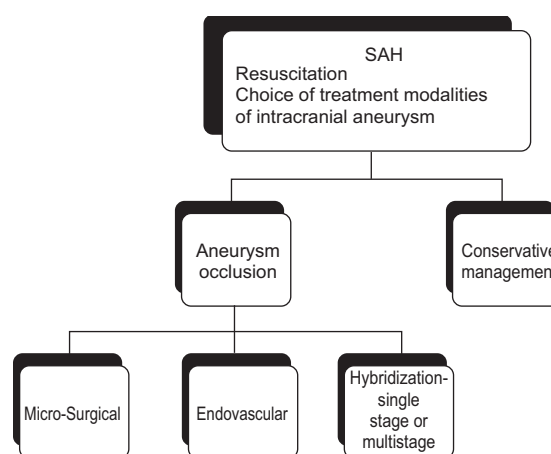 SAH
Resuscitation
Choice of treatment modalities
of intracranial aneurysm
Aneurysm
occlusion
Conservative
management
Micro-Surgical
Endovascular
Hybridization-
single
stage or
multistage